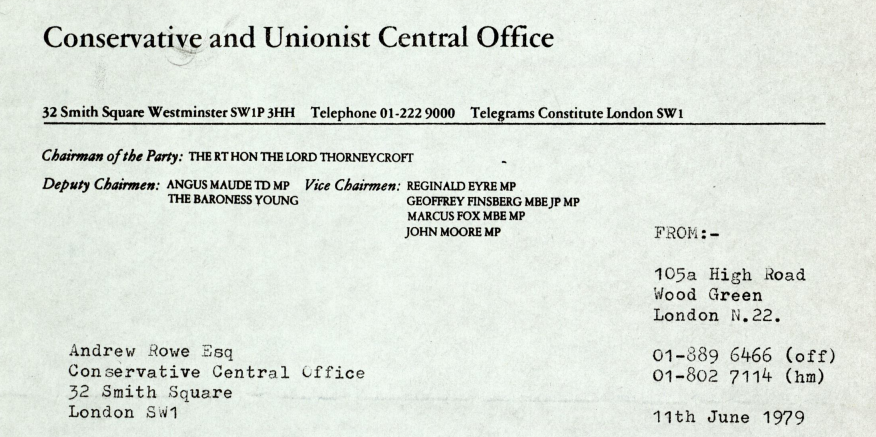 Conservative and Unionist Central Office
32 Smith Square Westminster SW1P 3HH Telephone 01-222 9000 Telegrams Constitute London SW1
Chairman of the Party: THE RT HON THE LORD THORNEYCROFT
Deputy Chairmen: ANGUS MAUDE TD MP Vice Chairmen: REGINALD EYRE MP
THE BARONESS YOUNG GEOFFREY FINSBERG MBE JP MP
MARCUS FOX MBE MP
JOHN MOORE MP
FROM:-
105a High Road
Wood Green
London N.22.
Andrew Rowe Esq
Conservative Central Office
32 Smith Square
London SW1
01-889 6466 (off)
01-802 7114 (hm)
11th June 1979